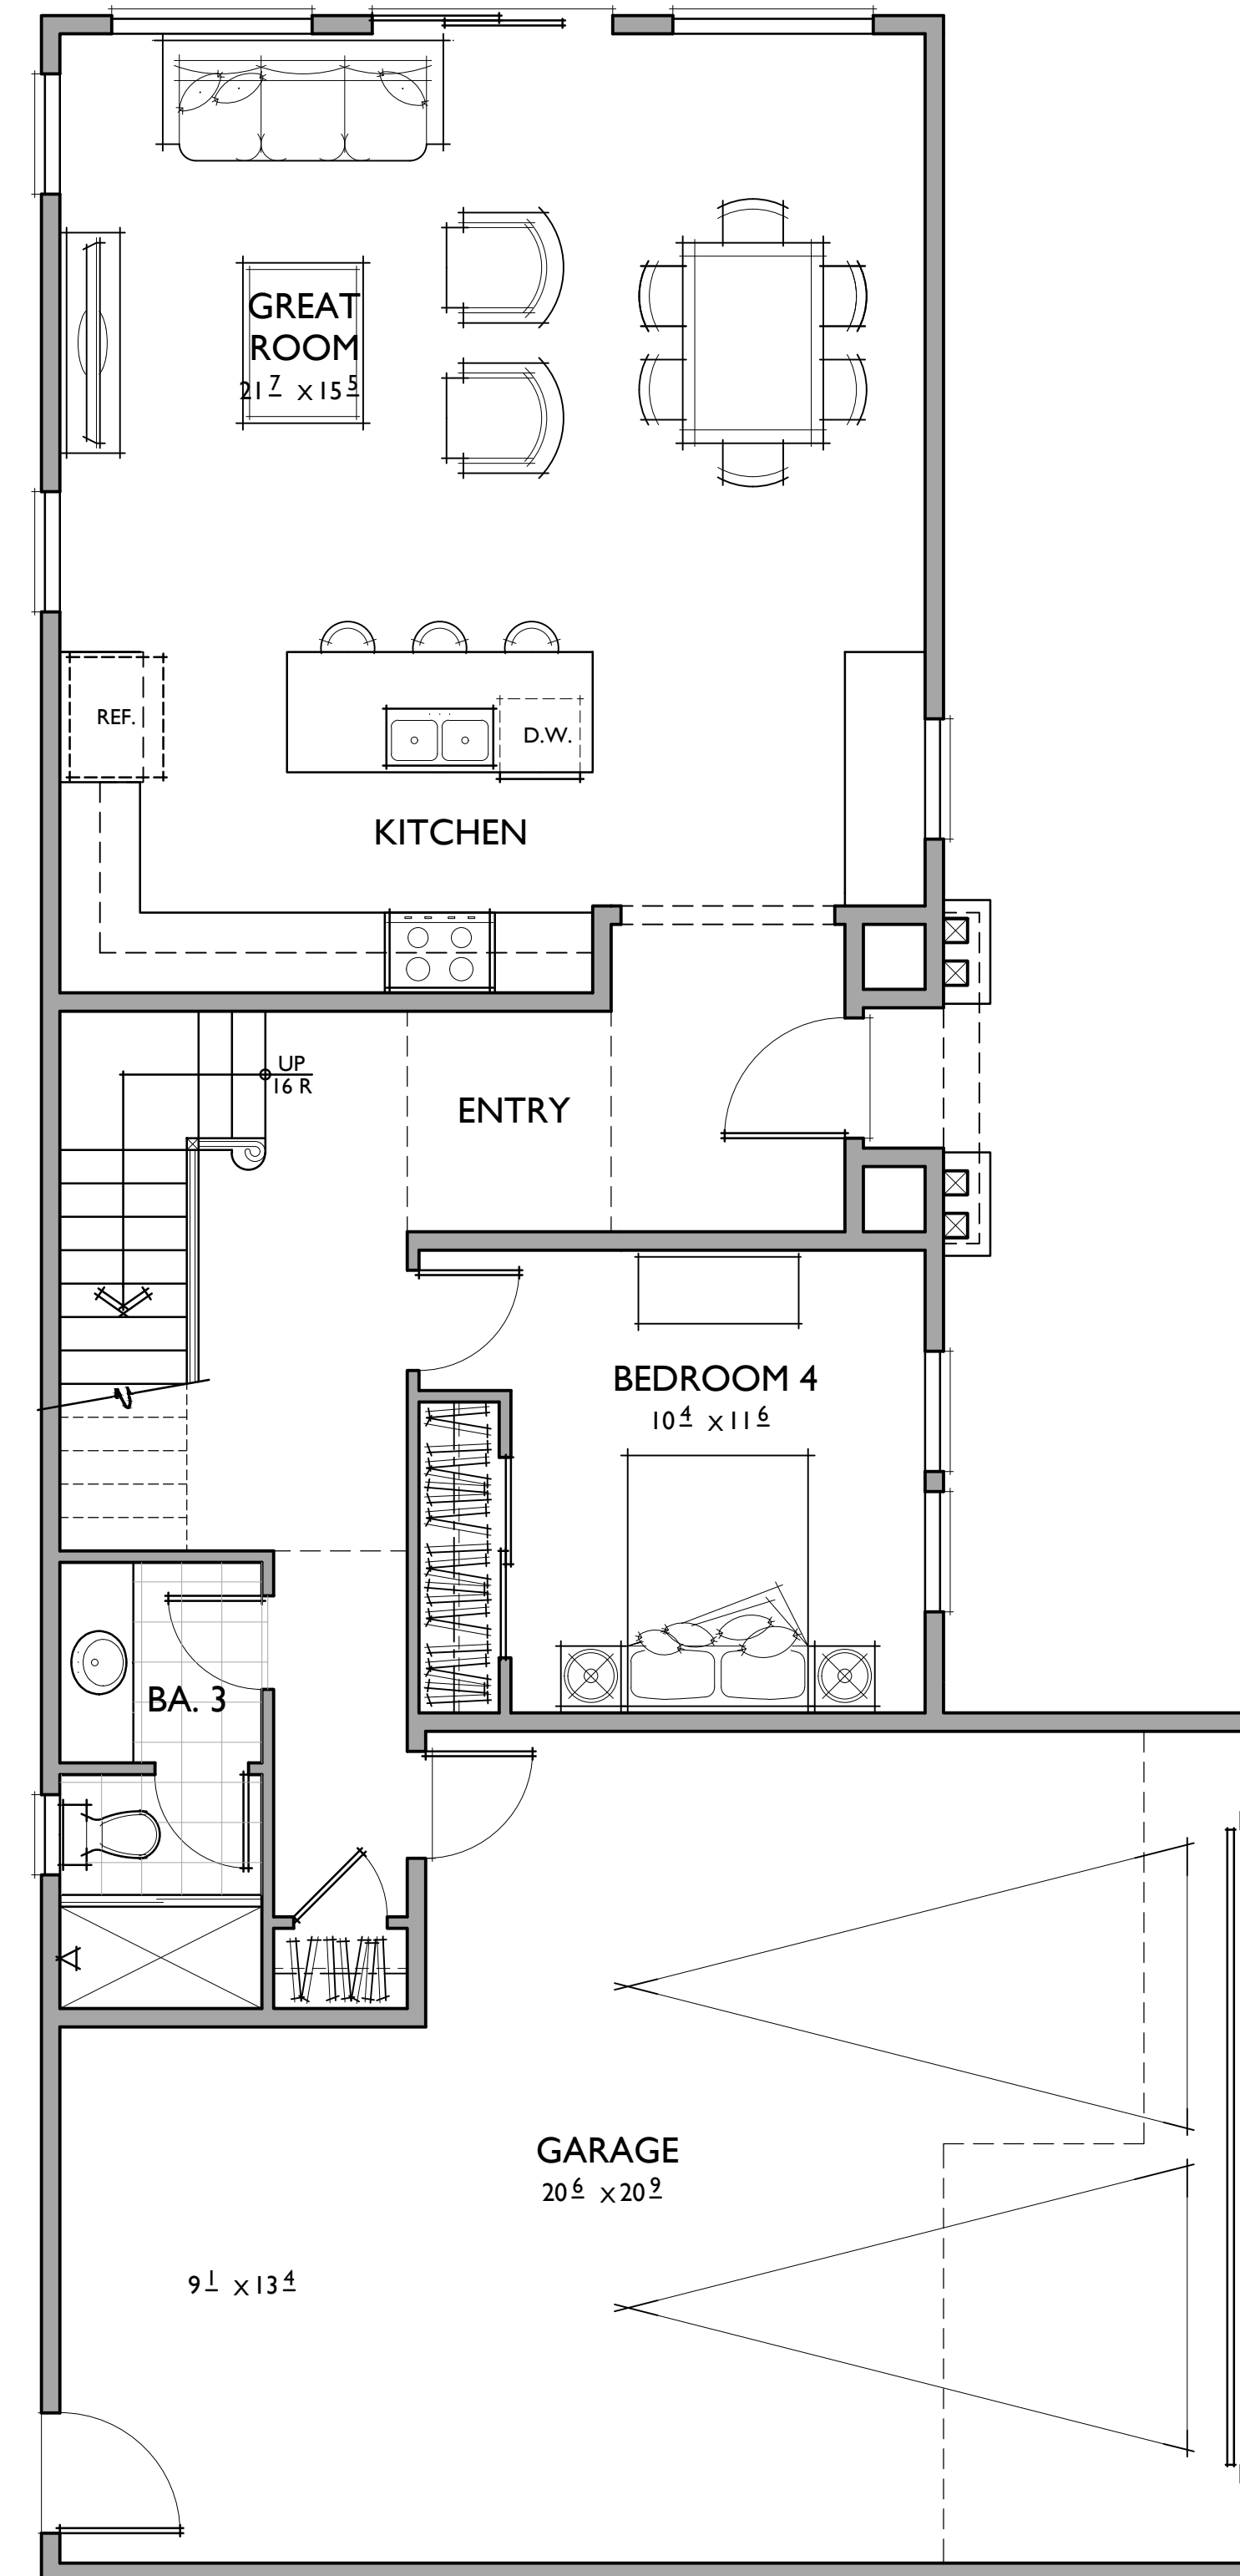 GREAT
ROOM
21 7 x 15 5
REF.
D.W.
KITCHEN
UP
16 R
ENTRY
BEDROOM 4
10 4 x 11 6
BA. 3
GARAGE
20 6 x 20 9
9 1 x 13 4